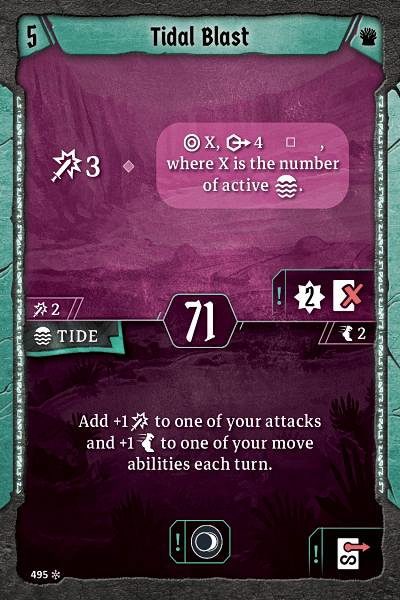 5
Tidal Blast
3
X, 4 ,
where X is the number
of active .
! 2
2
71
TIDE
2
Add +1 to one of your attacks
and +1 to one of your move
abilities each turn.
!
!
495